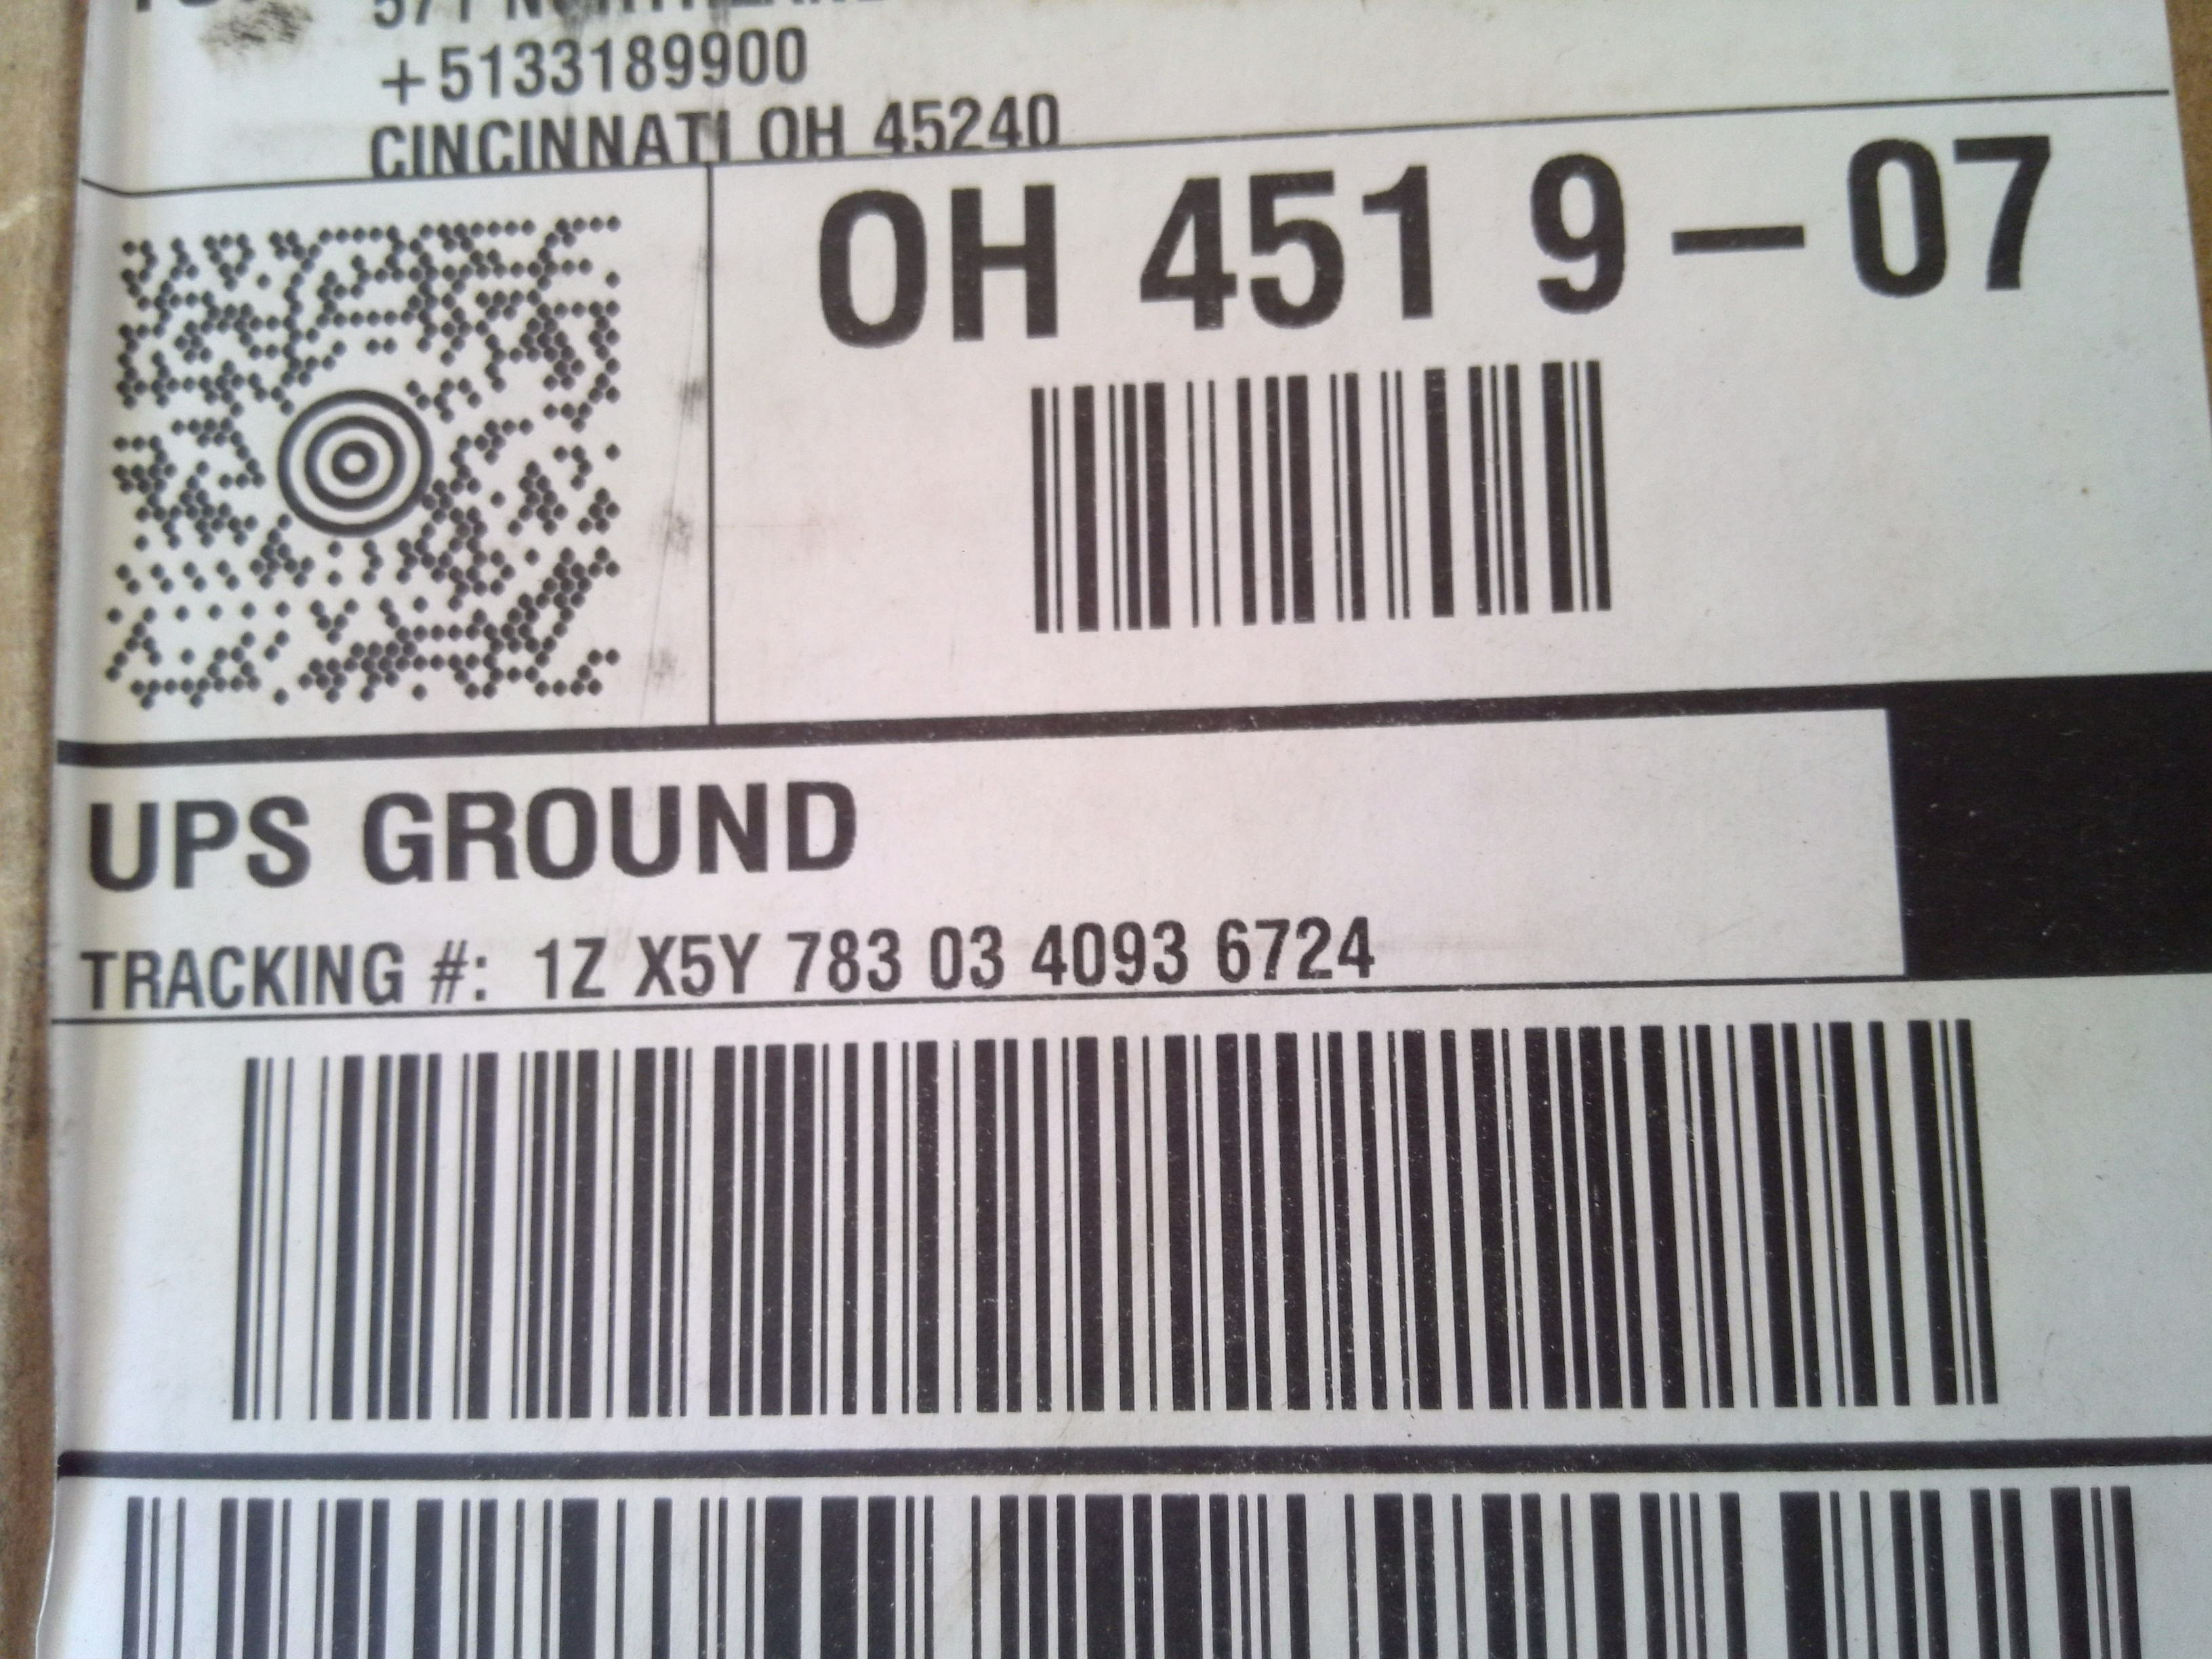 +5133189900
CINCINNATI OH 45240
OH 451 9-07
UPS GROUND
TRACKING #: 1Z X5Y 783 03 4093 6724